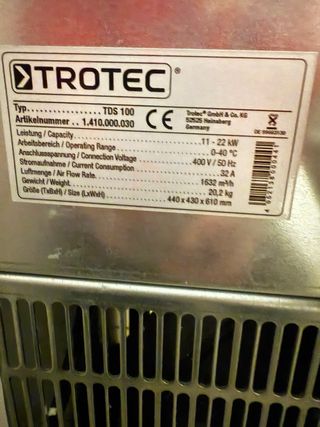 TROTEC®
Typ ........................ TDS 100
Artikelnummer .. 1.410.000.030
CE
Trotec® GmbH & Co. KG
52525 Heinsberg
Germany
Leistung / Capacity 11 - 22 kW
Arbeitsbereich / Operating Range 0-40 °C
Anschlussspannung / Connection Voltage 400 V / 50 Hz
Stromaufnahme / Current Consumption 32 A
Luftmenge / Air Flow Rate. 1632 m³/h
Gewicht / Weight. 20,2 kg
Größe (TxBxH) / Size (LxWxH) 440 x 430 x 610 mm